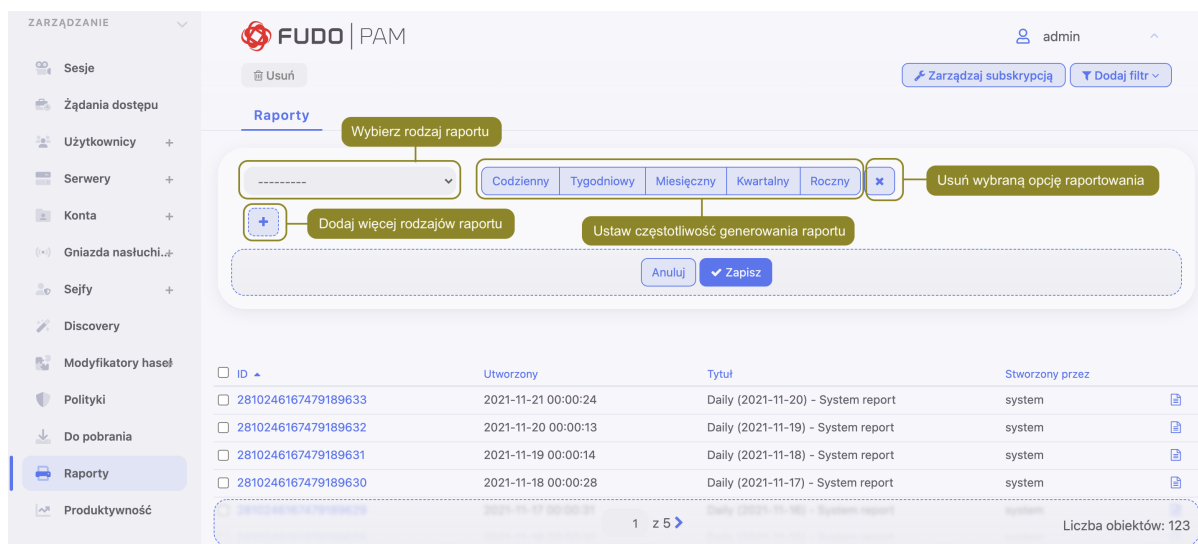 ZARZĄDZANIE
Sesje
Żądania dostępu
Użytkownicy +
Serwery +
Konta +
Gniazda nasłuchi..+
Sejfy +
Discovery
Modyfikatory haseł
Polityki
Do pobrania
Raporty
Produktywność
FUDO | PAM
admin
Usuń
Zarządzaj subskrypcją
Dodaj filtr
Raporty
Wybierz rodzaj raportu
---------
Codzienny Tygodniowy Miesięczny Kwartalny Roczny
Usuń wybraną opcję raportowania
+
Dodaj więcej rodzajów raportu
Ustaw częstotliwość generowania raportu
Anuluj
Zapisz
ID Utworzony Tytuł Stworzony przez
2810246167479189633 2021-11-21 00:00:24 Daily (2021-11-20) - System report system
2810246167479189632 2021-11-20 00:00:13 Daily (2021-11-19) - System report system
2810246167479189631 2021-11-19 00:00:14 Daily (2021-11-18) - System report system
2810246167479189630 2021-11-18 00:00:28 Daily (2021-11-17) - System report system
1 z 5
Liczba obiektów: 123